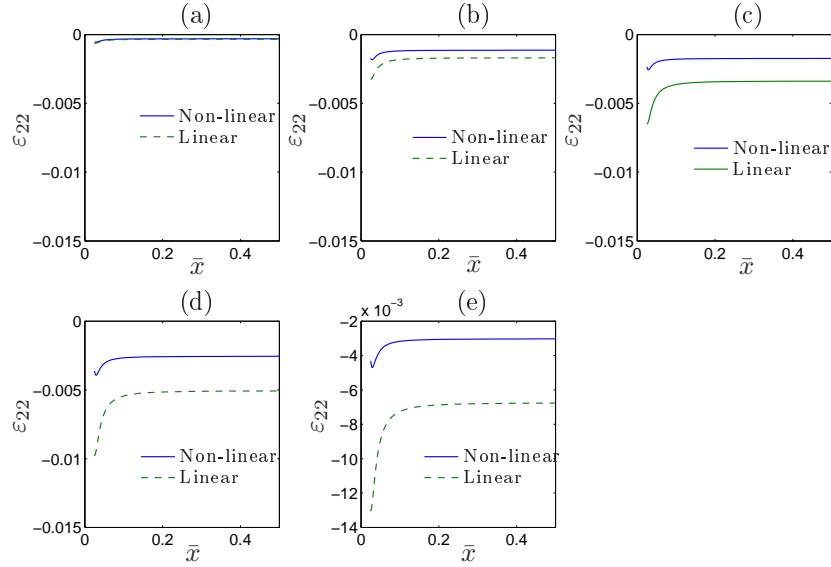 (a)
0
−0.005
−0.01
−0.015
ε22
Non-linear
Linear
0 0.2 0.4
x̄
(b)
0
−0.005
−0.01
−0.015
ε22
Non-linear
Linear
0 0.2 0.4
x̄
(c)
0
−0.005
−0.01
−0.015
ε22
Non-linear
Linear
0 0.2 0.4
x̄
(d)
0
−0.005
−0.01
−0.015
ε22
Non-linear
Linear
0 0.2 0.4
x̄
(e)
x 10⁻³
−2
−4
−6
−8
−10
−12
−14
ε22
Non-linear
Linear
0 0.2 0.4
x̄